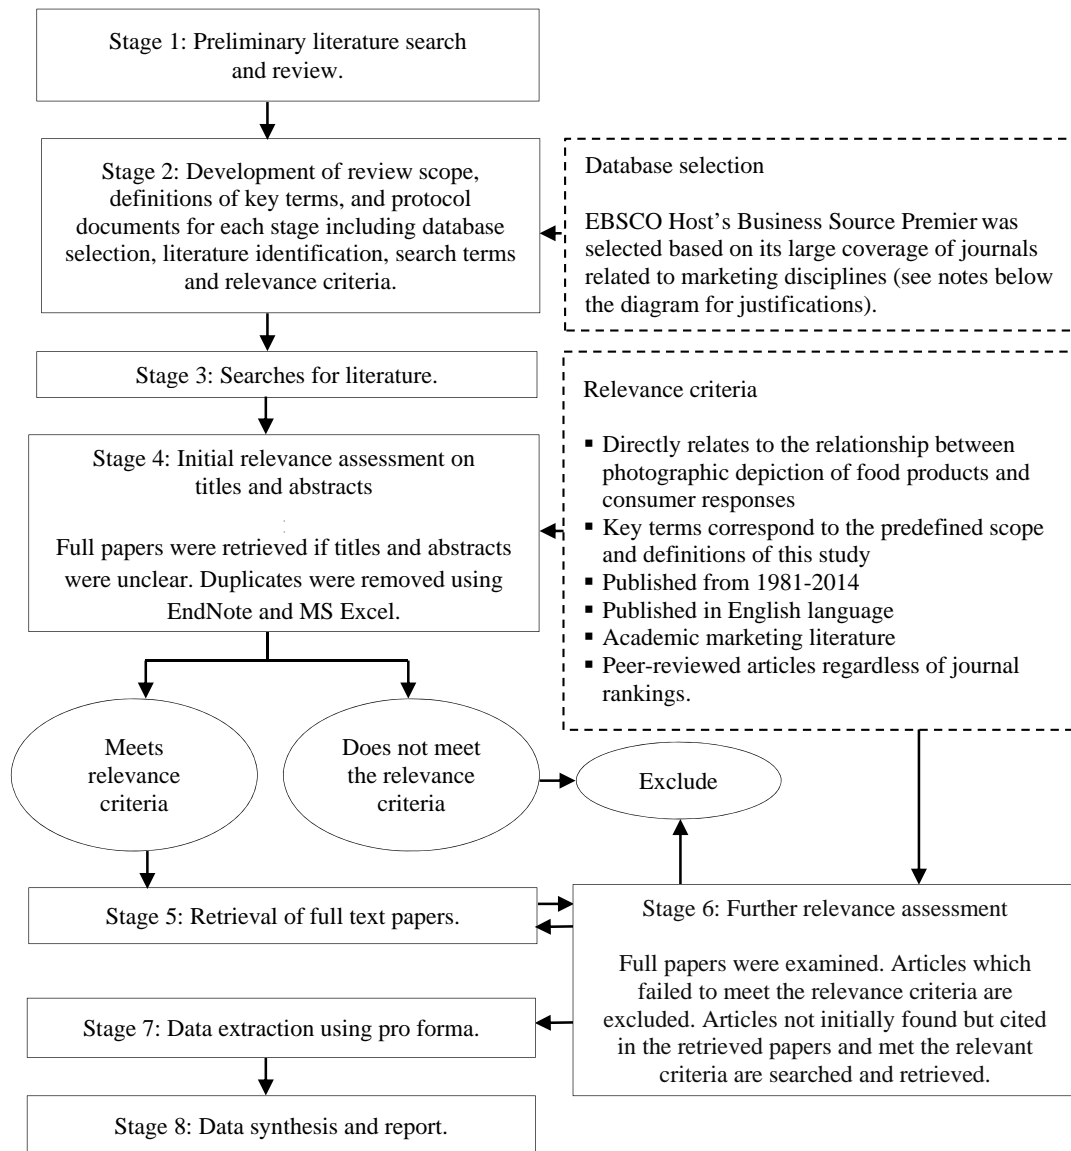 Stage 1: Preliminary literature search
and review.
Stage 2: Development of review scope,
definitions of key terms, and protocol
documents for each stage including database
selection, literature identification, search terms
and relevance criteria.
Database selection
EBSCO Host’s Business Source Premier was
selected based on its large coverage of journals
related to marketing disciplines (see notes below
the diagram for justifications).
Stage 3: Searches for literature.
Relevance criteria
▪ Directly relates to the relationship between
photographic depiction of food products and
consumer responses
▪ Key terms correspond to the predefined scope
and definitions of this study
▪ Published from 1981-2014
▪ Published in English language
▪ Academic marketing literature
▪ Peer-reviewed articles regardless of journal
rankings.
Stage 4: Initial relevance assessment on
titles and abstracts
Full papers were retrieved if titles and abstracts
were unclear. Duplicates were removed using
EndNote and MS Excel.
Meets
relevance
criteria
Does not meet
the relevance
criteria
Exclude
Stage 5: Retrieval of full text papers.
Stage 6: Further relevance assessment
Full papers were examined. Articles which
failed to meet the relevance criteria are
excluded. Articles not initially found but cited
in the retrieved papers and met the relevant
criteria are searched and retrieved.
Stage 7: Data extraction using pro forma.
Stage 8: Data synthesis and report.